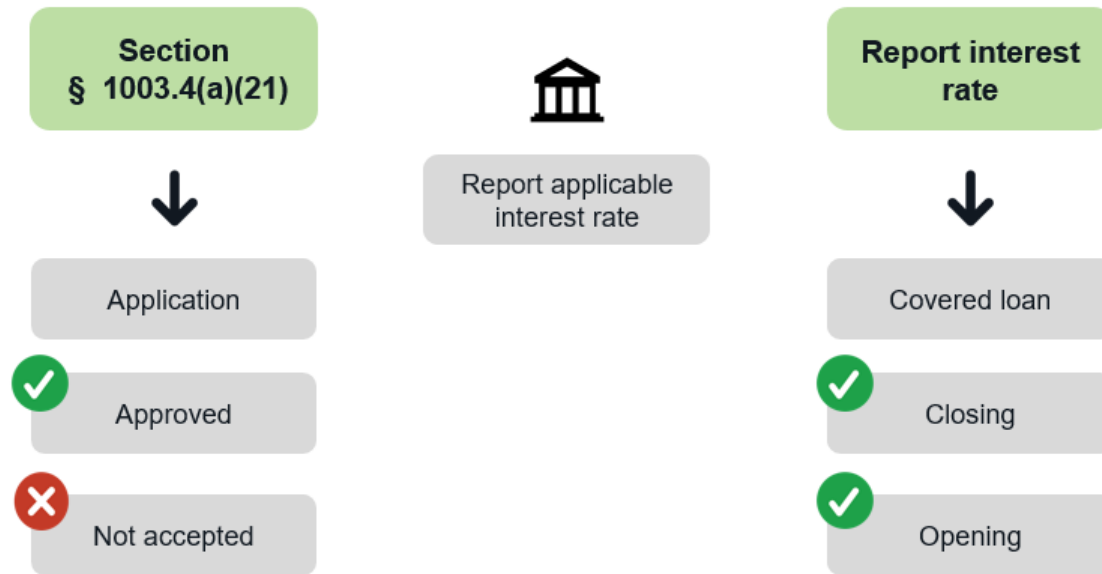 Section
§ 1003.4(a)(21)
Application
Approved
Not accepted
Report applicable
interest rate
Report interest
rate
Covered loan
Closing
Opening